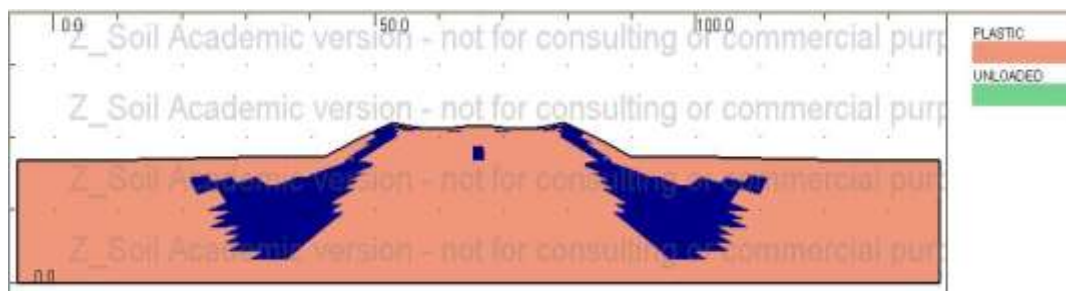 0.0 50.0 100.0
Z_Soil Academic version - not for consulting or commercial purp
PLASTIC
UNLOADED
Z_Soil Academic version - not for consulting or commercial purp
Z_Soil Academic version - not for consulting or commercial purp
Z_Soil Academic version - not for consulting or commercial purp
0.0